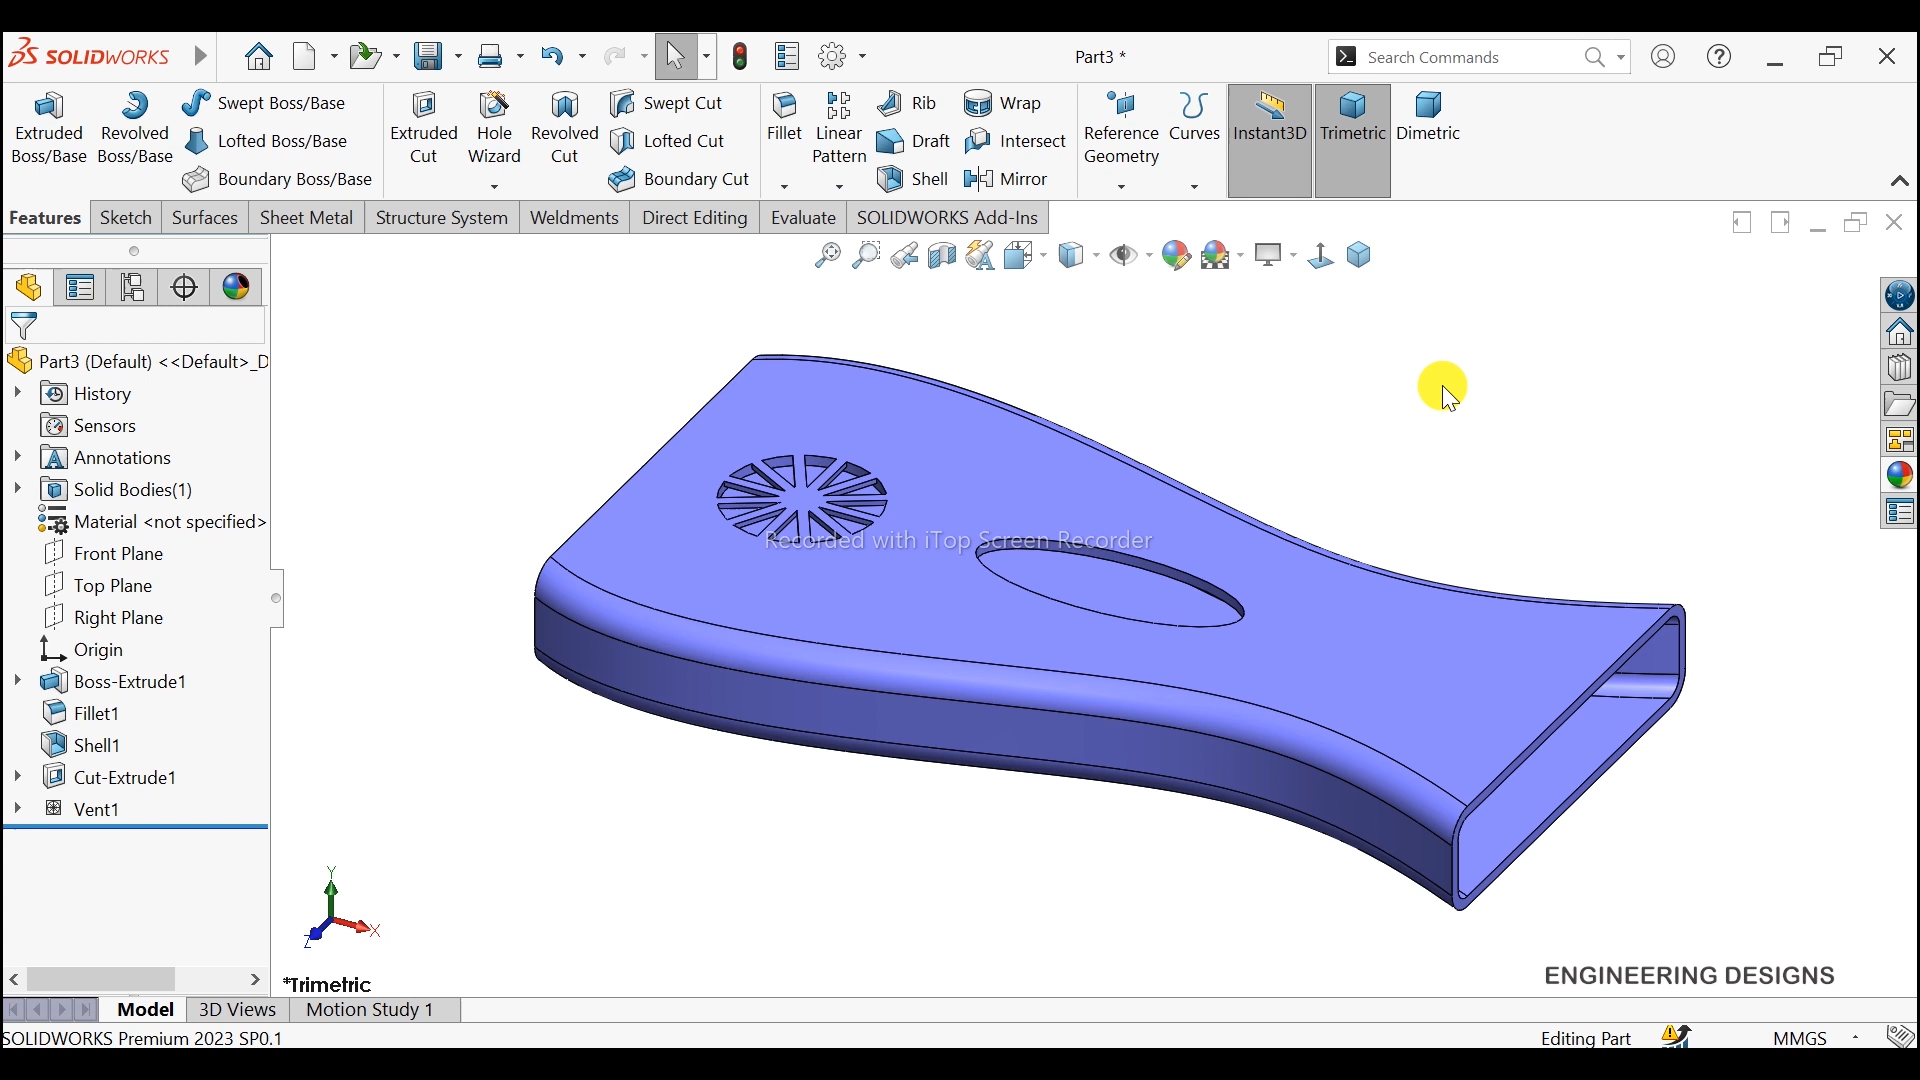 SOLIDWORKS
Part3 *
Search Commands
Extruded Boss/Base
Revolved Boss/Base
Swept Boss/Base
Lofted Boss/Base
Boundary Boss/Base
Extruded Cut
Hole Wizard
Revolved Cut
Swept Cut
Lofted Cut
Boundary Cut
Fillet
Linear Pattern
Rib
Draft
Shell
Wrap
Intersect
Mirror
Reference Geometry
Curves
Instant3D
Trimetric
Dimetric
Features
Sketch
Surfaces
Sheet Metal
Structure System
Weldments
Direct Editing
Evaluate
SOLIDWORKS Add-Ins
Part3 (Default) <<Default>_D
History
Sensors
Annotations
Solid Bodies(1)
Material <not specified>
Front Plane
Top Plane
Right Plane
Origin
Boss-Extrude1
Fillet1
Shell1
Cut-Extrude1
Vent1
Recorded with iTop Screen Recorder
Y
X
Z
*Trimetric
ENGINEERING DESIGNS
Model
3D Views
Motion Study 1
SOLIDWORKS Premium 2023 SP0.1
Editing Part
MMGS